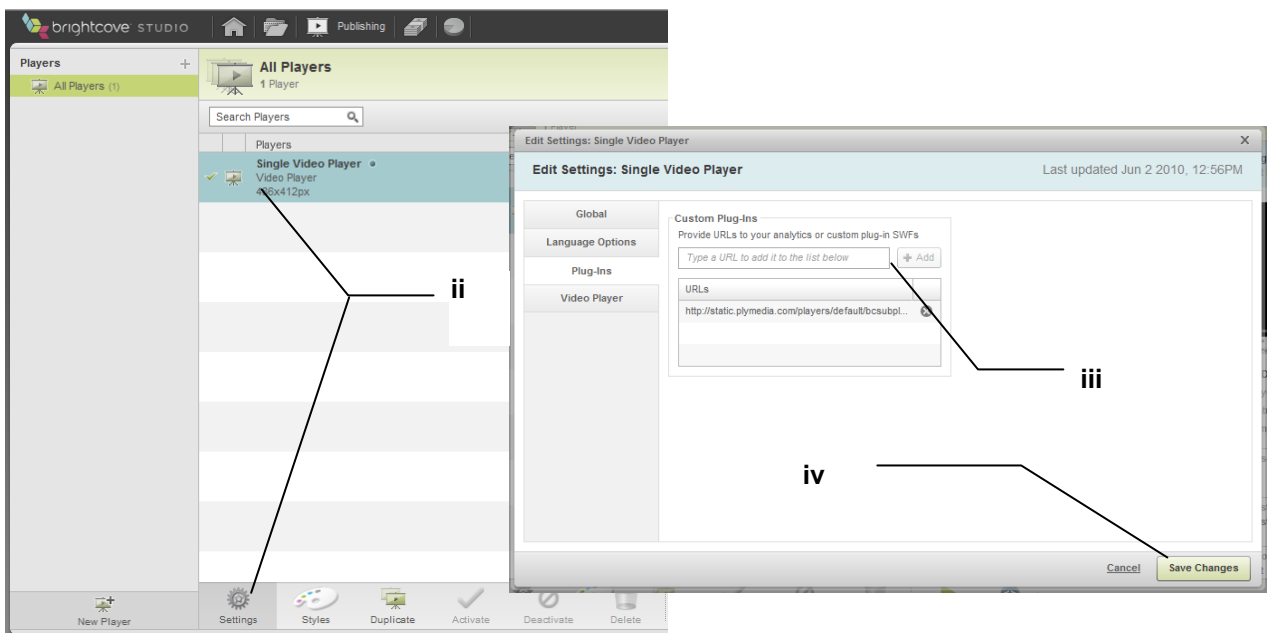 brightcove STUDIO
Publishing
Players +
All Players (1)
All Players
1 Player
Search Players
Players
Single Video Player
Video Player
486x412px
ii
New Player
Settings
Styles
Duplicate
Activate
Deactivate
Delete
Edit Settings: Single Video Player X
Edit Settings: Single Video Player
Last updated Jun 2 2010, 12:56PM
Global
Language Options
Plug-Ins
Video Player
Custom Plug-Ins
Provide URLs to your analytics or custom plug-in SWFs
Type a URL to add it to the list below
+ Add
URLs
http://static.plymedia.com/players/default/bcsubpl...
iii
iv
Cancel
Save Changes